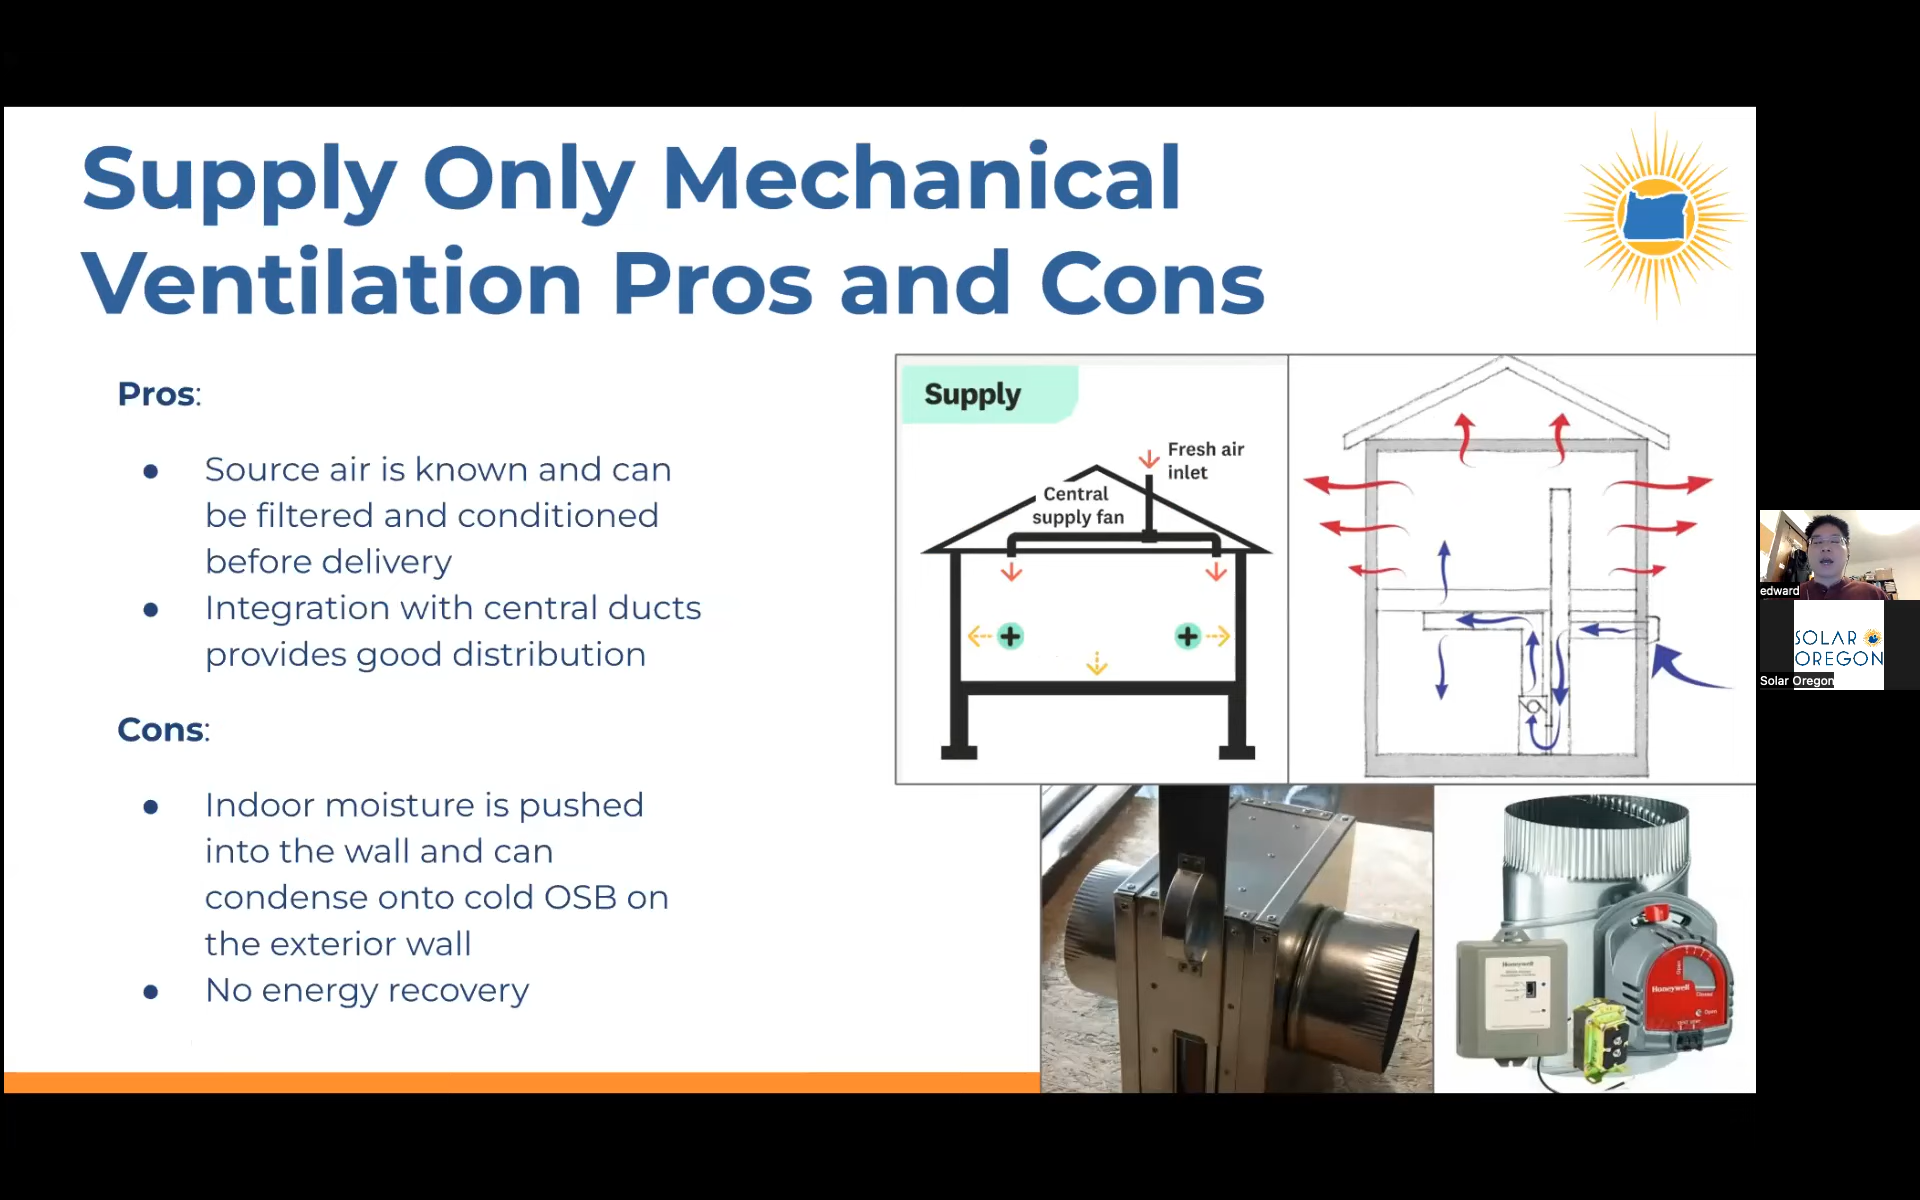 Supply Only Mechanical
Ventilation Pros and Cons
Pros:
● Source air is known and can
be filtered and conditioned
before delivery
● Integration with central ducts
provides good distribution
Cons:
● Indoor moisture is pushed
into the wall and can
condense onto cold OSB on
the exterior wall
● No energy recovery
Supply
Fresh air
inlet
Central
supply fan
Honeywell
Honeywell
edward
SOLAR
OREGON
Solar Oregon